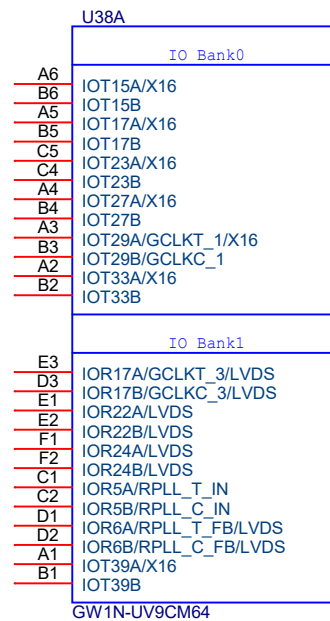 U38A
IO Bank0
A6 IOT15A/X16
B6 IOT15B
A5 IOT17A/X16
B5 IOT17B
C5 IOT23A/X16
C4 IOT23B
A4 IOT27A/X16
B4 IOT27B
A3 IOT29A/GCLKT_1/X16
B3 IOT29B/GCLKC_1
A2 IOT33A/X16
B2 IOT33B
IO Bank1
E3 IOR17A/GCLKT_3/LVDS
D3 IOR17B/GCLKC_3/LVDS
E1 IOR22A/LVDS
E2 IOR22B/LVDS
F1 IOR24A/LVDS
F2 IOR24B/LVDS
C1 IOR5A/RPLL_T_IN
C2 IOR5B/RPLL_C_IN
D1 IOR6A/RPLL_T_FB/LVDS
D2 IOR6B/RPLL_C_FB/LVDS
A1 IOT39A/X16
B1 IOT39B
GW1N-UV9CM64